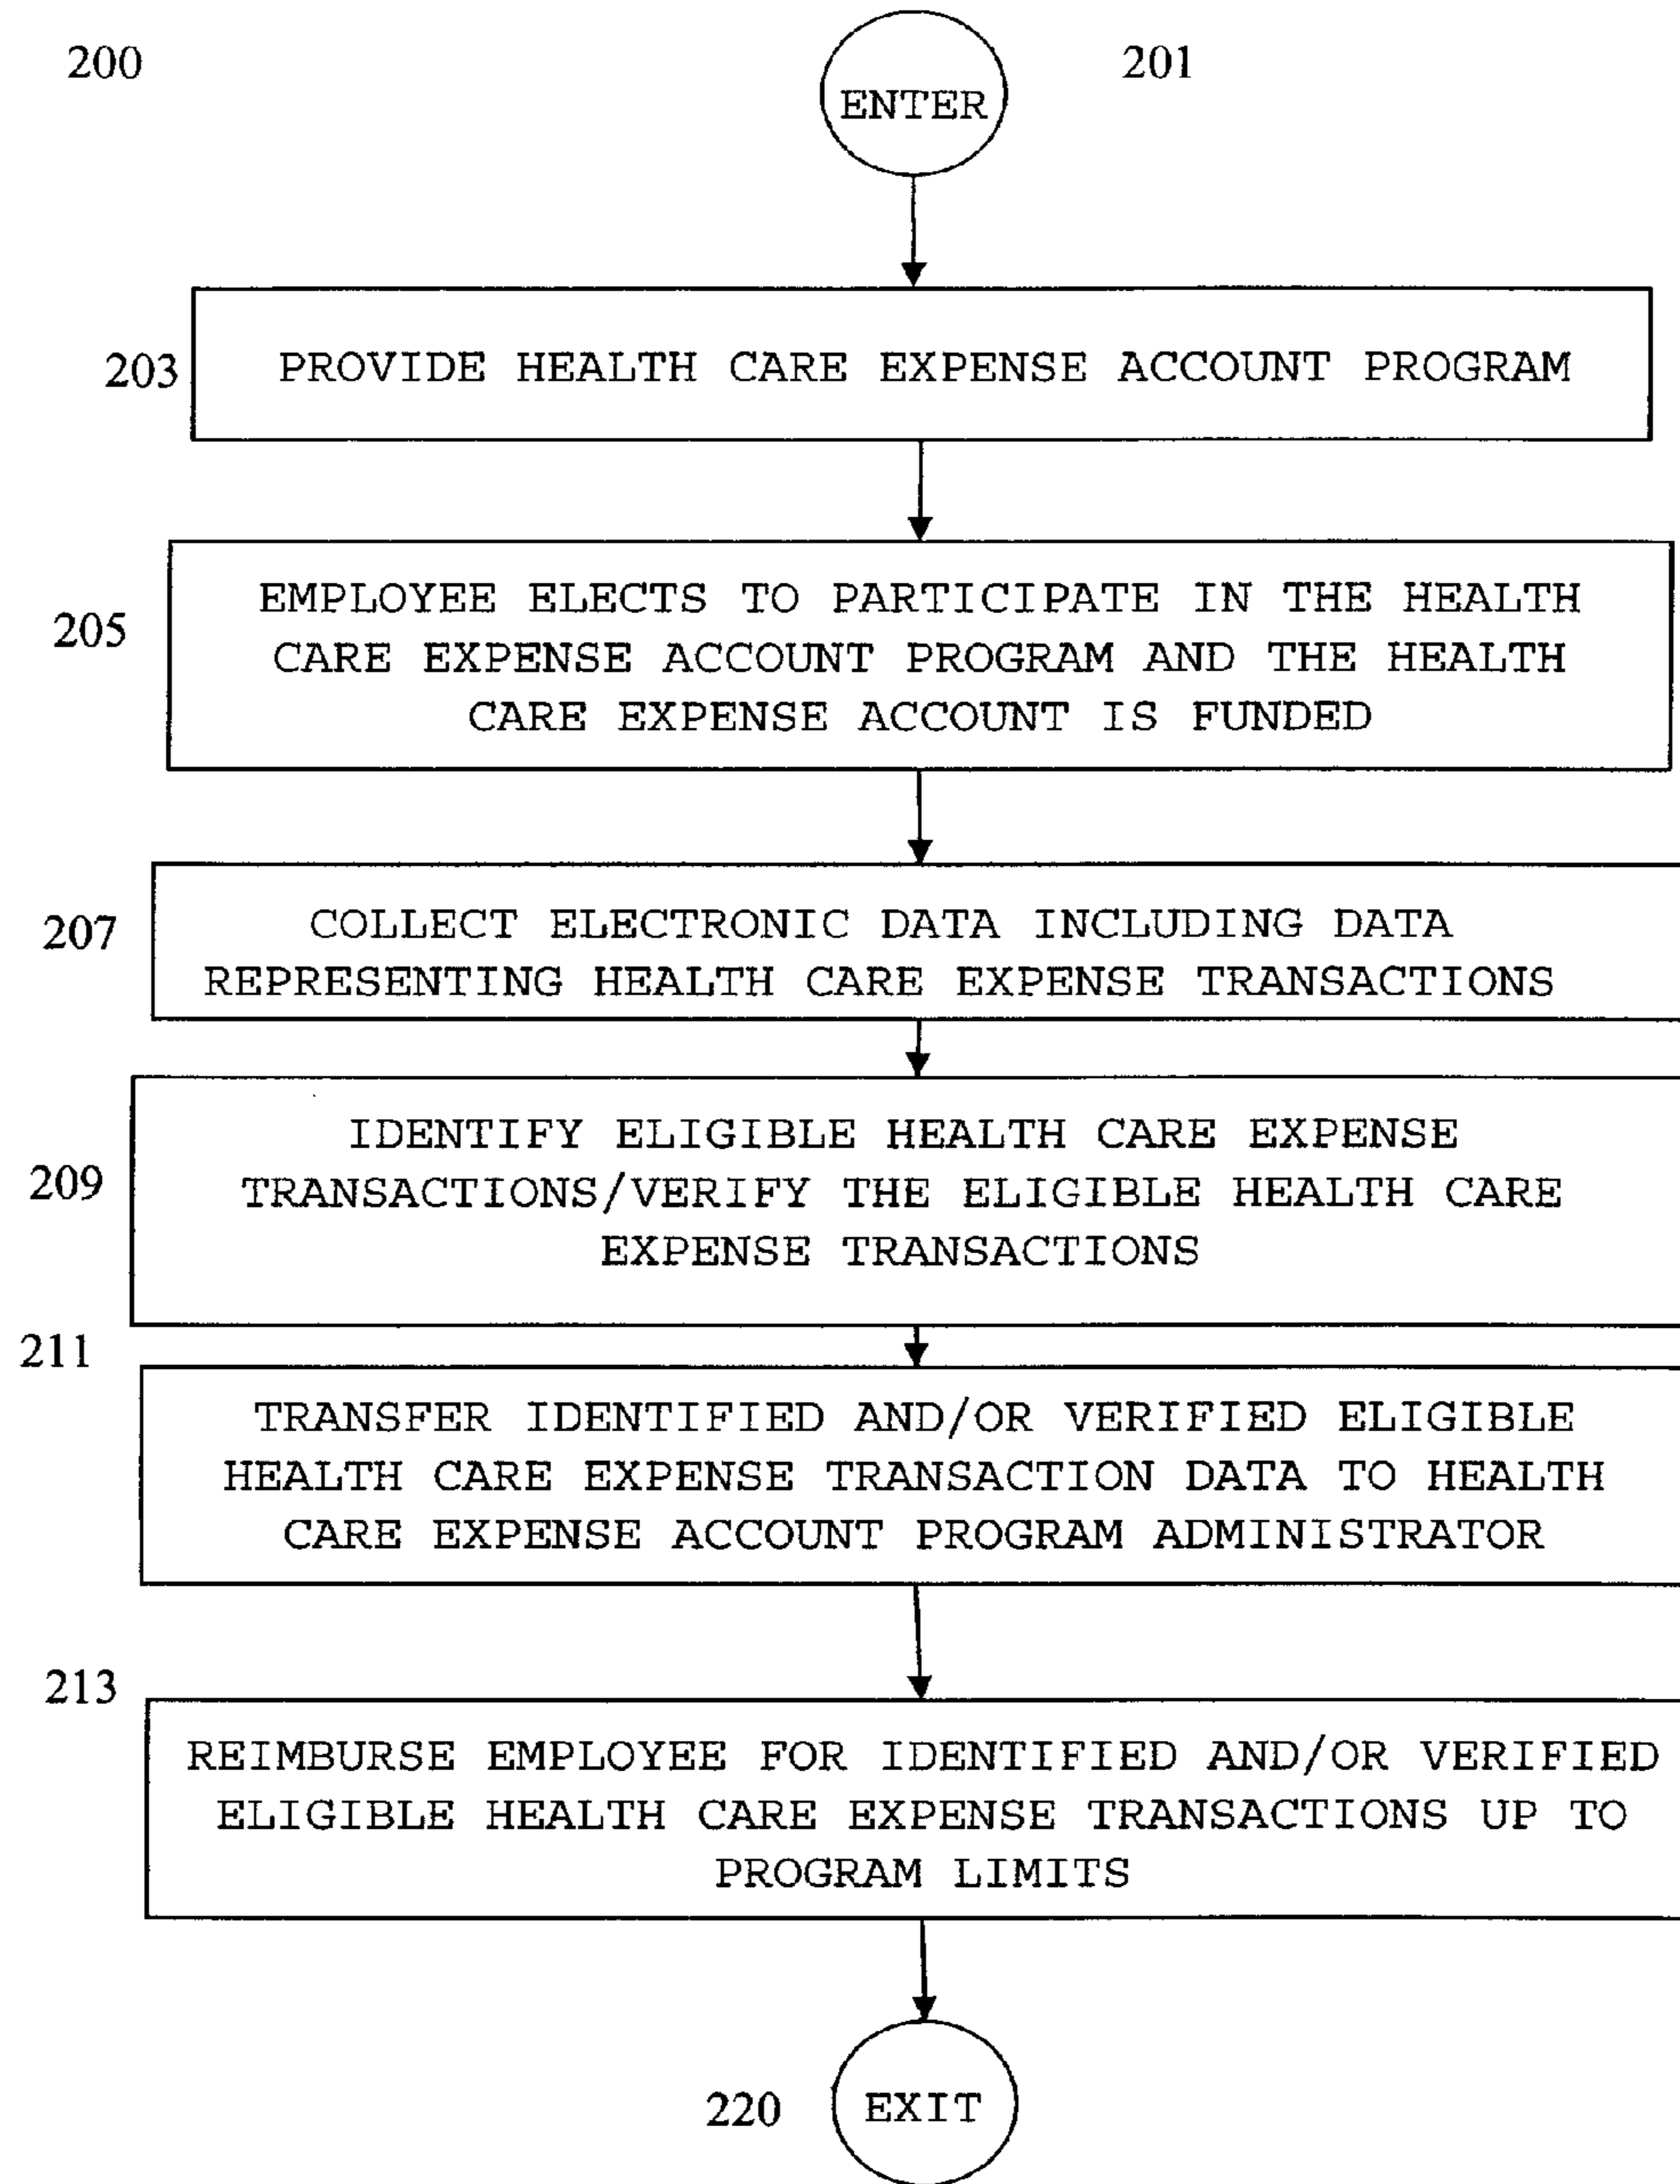 200
201
ENTER
203
PROVIDE HEALTH CARE EXPENSE ACCOUNT PROGRAM
205
EMPLOYEE ELECTS TO PARTICIPATE IN THE HEALTH
CARE EXPENSE ACCOUNT PROGRAM AND THE HEALTH
CARE EXPENSE ACCOUNT IS FUNDED
207
COLLECT ELECTRONIC DATA INCLUDING DATA
REPRESENTING HEALTH CARE EXPENSE TRANSACTIONS
209
IDENTIFY ELIGIBLE HEALTH CARE EXPENSE
TRANSACTIONS/VERIFY THE ELIGIBLE HEALTH CARE
EXPENSE TRANSACTIONS
211
TRANSFER IDENTIFIED AND/OR VERIFIED ELIGIBLE
HEALTH CARE EXPENSE TRANSACTION DATA TO HEALTH
CARE EXPENSE ACCOUNT PROGRAM ADMINISTRATOR
213
REIMBURSE EMPLOYEE FOR IDENTIFIED AND/OR VERIFIED
ELIGIBLE HEALTH CARE EXPENSE TRANSACTIONS UP TO
PROGRAM LIMITS
220
EXIT